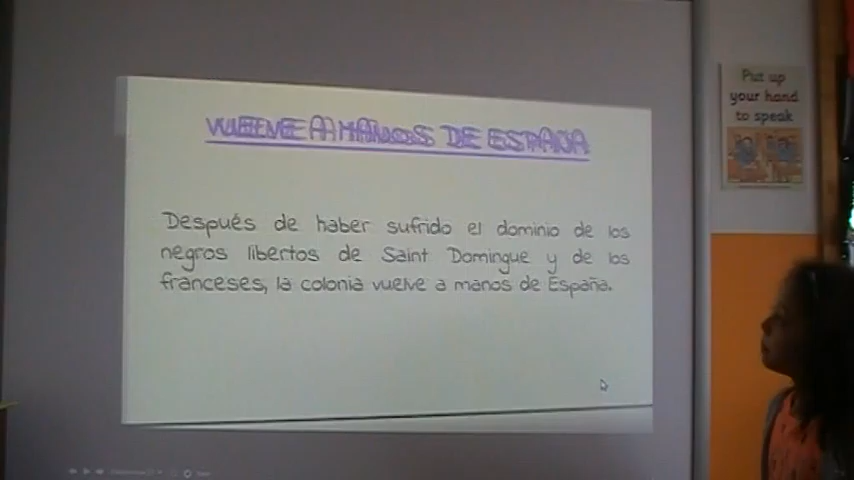 VUELVE A MANOS DE ESPAÑA
Después de haber sufrido el dominio de los
negros libertos de Saint Domingue y de los
franceses, la colonia vuelve a manos de España.
Put up
your hand
to speak